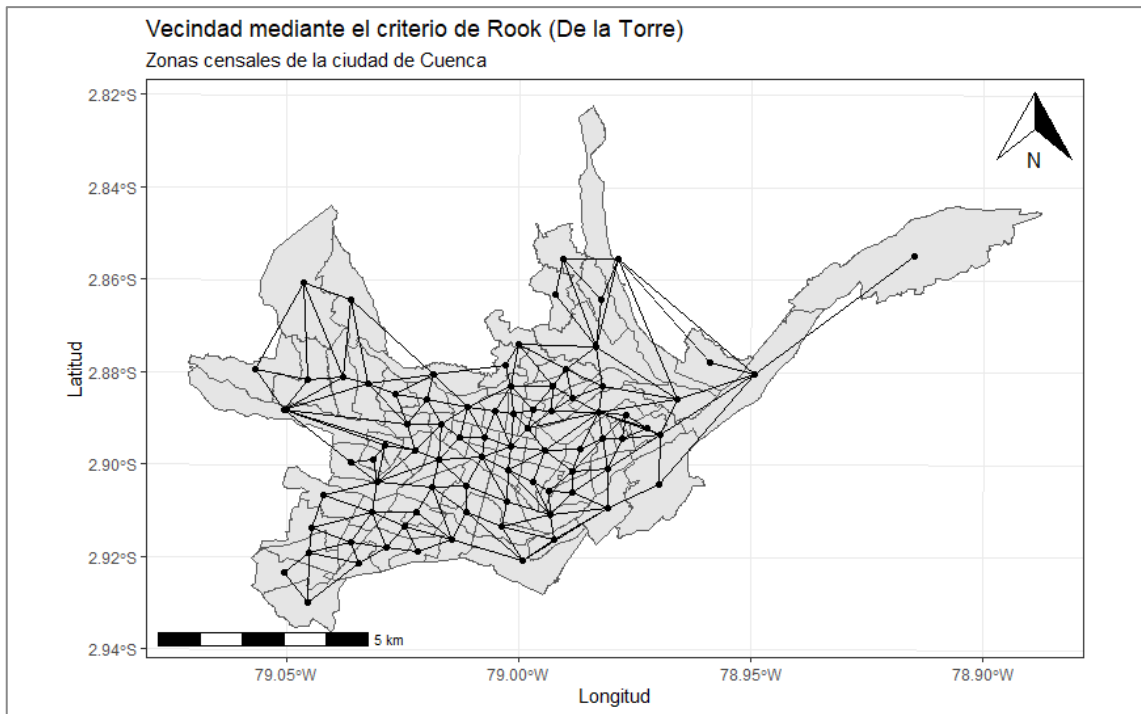 Vecindad mediante el criterio de Rook (De la Torre)
Zonas censales de la ciudad de Cuenca
2.82°S
2.84°S
2.86°S
2.88°S
2.90°S
2.92°S
2.94°S
Latitud
N
5 km
79.05°W 79.00°W 78.95°W 78.90°W
Longitud